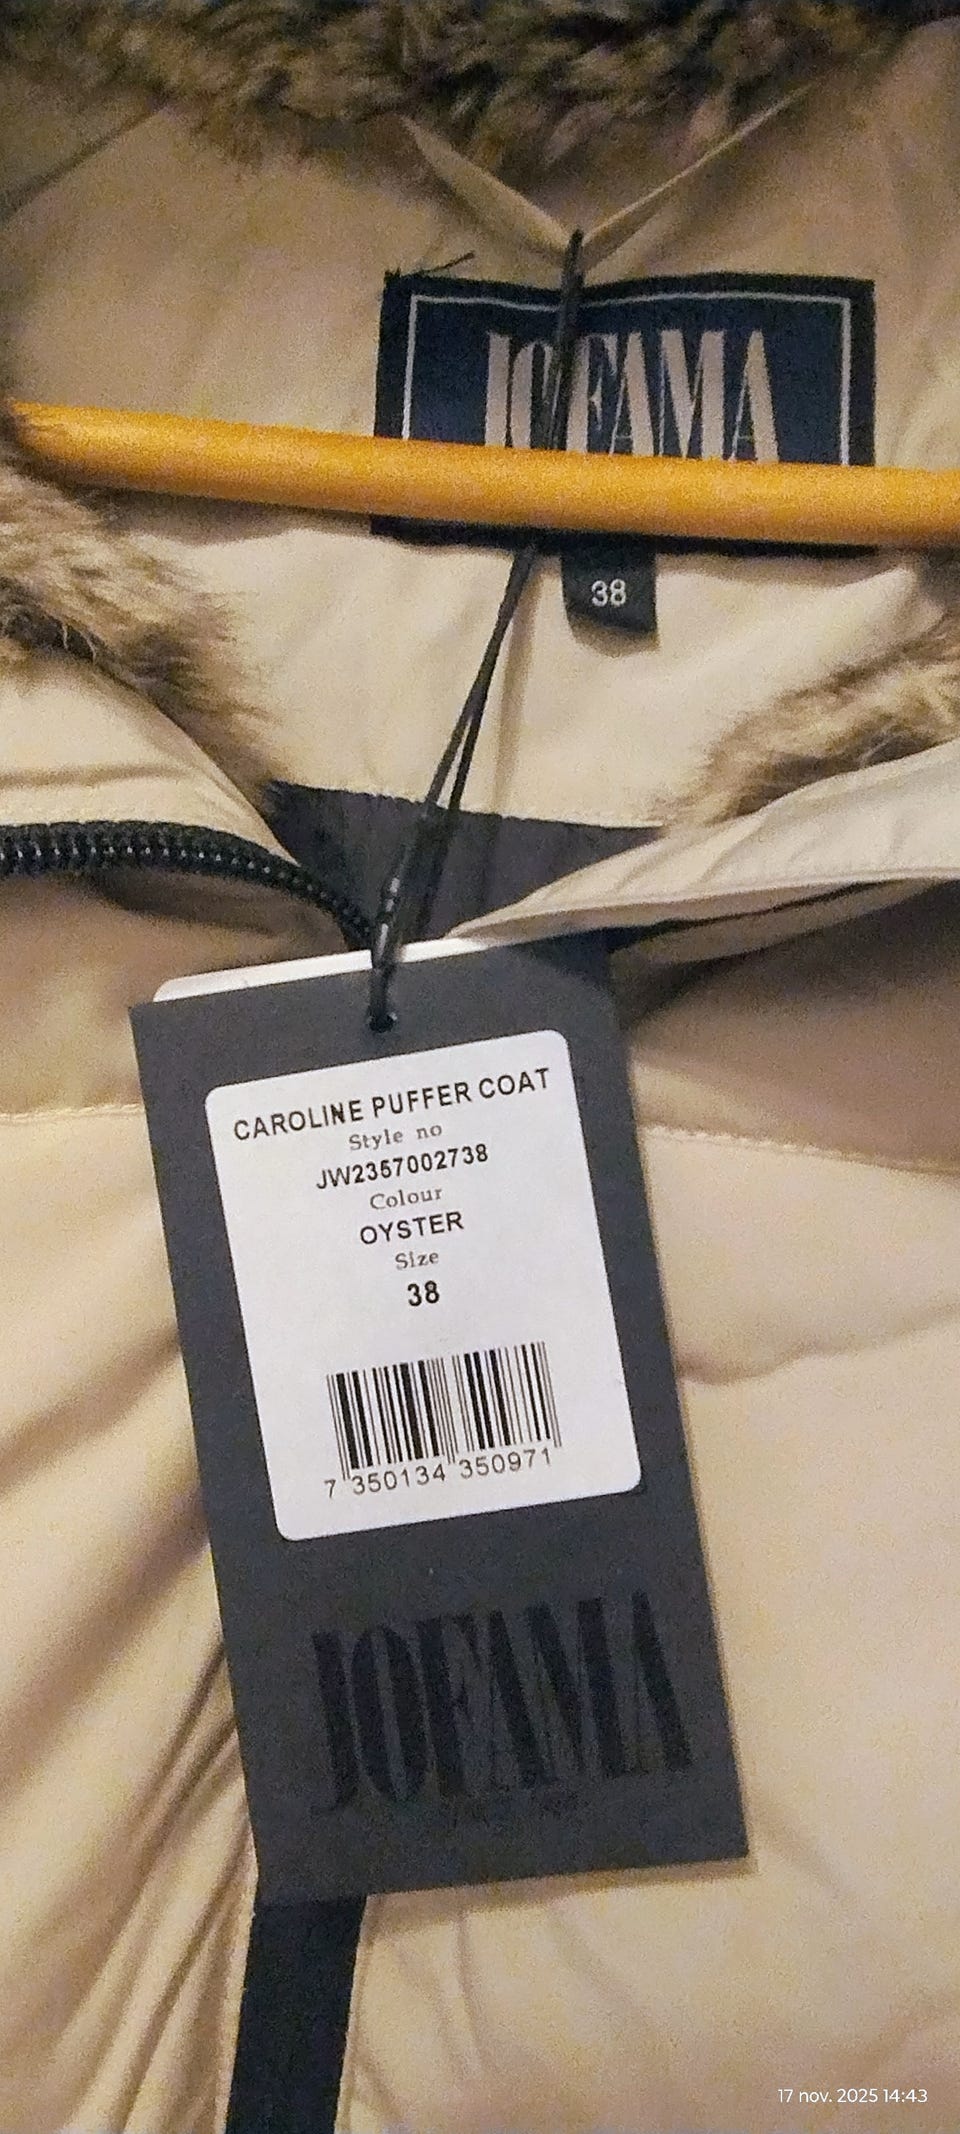 JOFAMA
38
CAROLINE PUFFER COAT
Style no
JW2357002738
Colour
OYSTER
Size
38
7 350134 350971
JOFAMA
17 nov. 2025 14:43